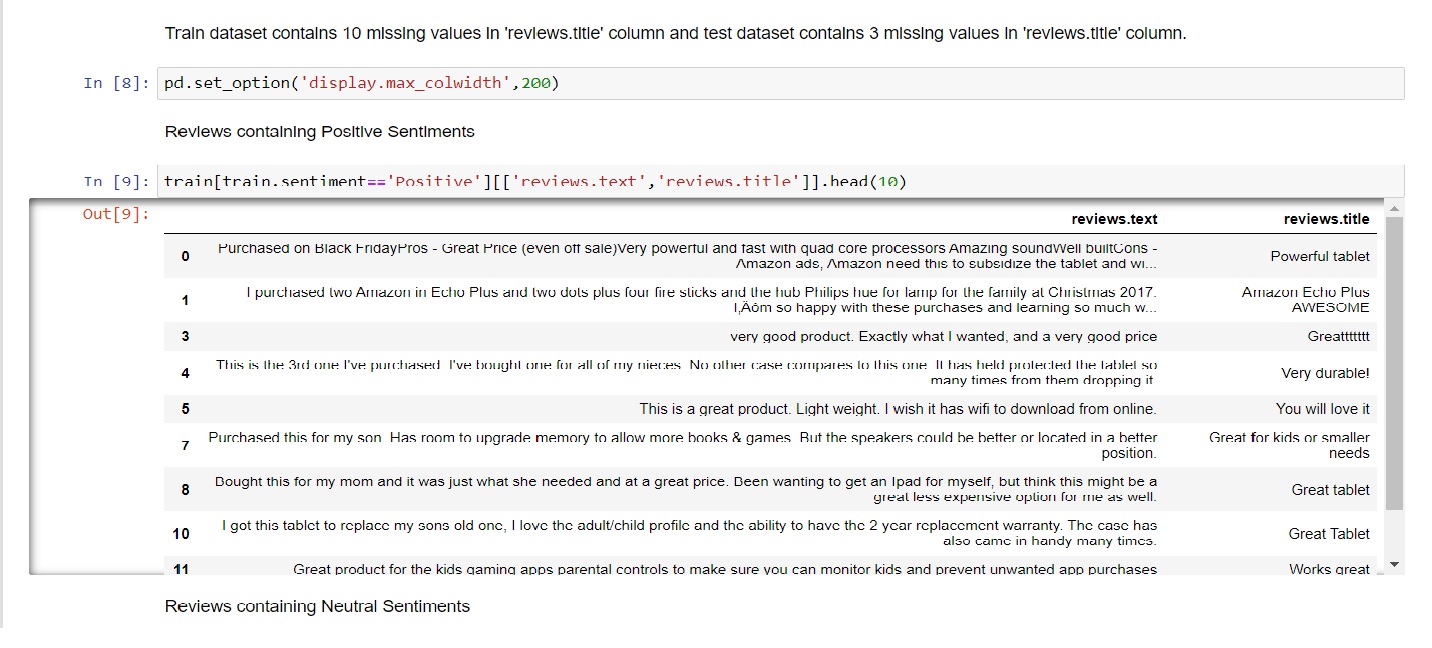 Train dataset contains 10 missing values in 'reviews.title' column and test dataset contains 3 missing values in 'reviews.title' column.
In [8]: pd.set_option('display.max_colwidth',200)
Reviews containing Positive Sentiments
In [9]: train[train.sentiment=='Positive'][['reviews.text','reviews.title']].head(10)
Out[9]:
reviews.text reviews.title
0 Purchased on Black FridayPros - Great Price (even off sale)Very powerful and fast with quad core processors Amazing soundWell builtCons -
Amazon ads, Amazon need this to subsidize the tablet and wi... Powerful tablet
1 I purchased two Amazon in Echo Plus and two dots plus four fire sticks and the hub Philips hue for lamp for the family at Christmas 2017. Amazon Echo Plus
I‚Äôm so happy with these purchases and learning so much w... AWESOME
3 very good product. Exactly what I wanted, and a very good price Greattttttt
4 This is the 3rd one I've purchased. I've bought one for all of my nieces. No other case compares to this one. It has held protected the tablet so
many times from them dropping it. Very durable!
5 This is a great product. Light weight. I wish it has wifi to download from online. You will love it
7 Purchased this for my son. Has room to upgrade memory to allow more books & games. But the speakers could be better or located in a better Great for kids or smaller
position. needs
8 Bought this for my mom and it was just what she needed and at a great price. Been wanting to get an Ipad for myself, but think this might be a
great less expensive option for me as well. Great tablet
10 I got this tablet to replace my sons old one, I love the adult/child profile and the ability to have the 2 year replacement warranty. The case has
also came in handy many times. Great Tablet
11 Great product for the kids gaming apps parental controls to make sure you can monitor kids and prevent unwanted app purchases Works great
Reviews containing Neutral Sentiments